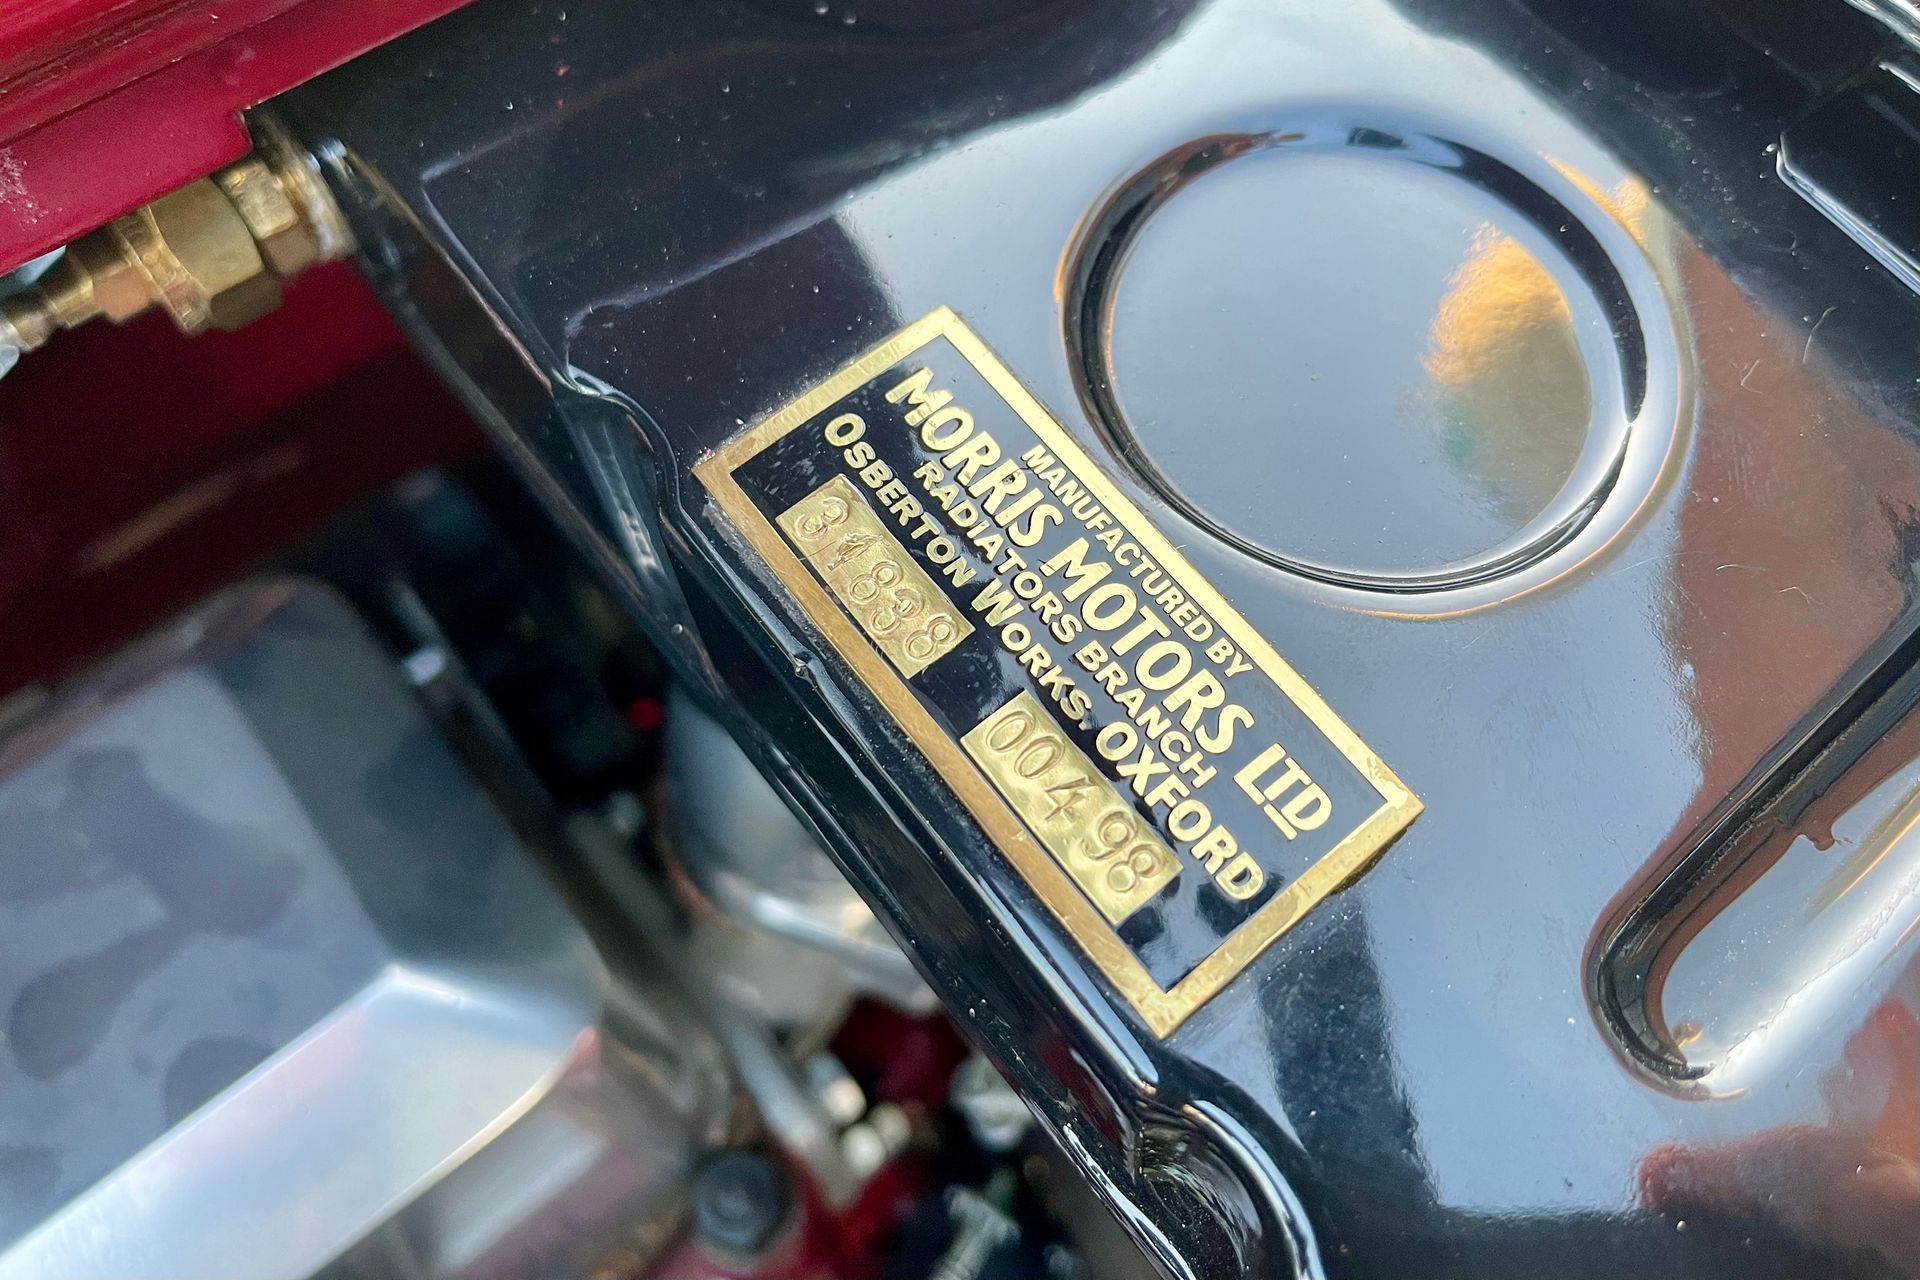 MANUFACTURED BY
MORRIS MOTORS LTD
RADIATORS BRANCH
OSBERTON WORKS, OXFORD
31838 00498